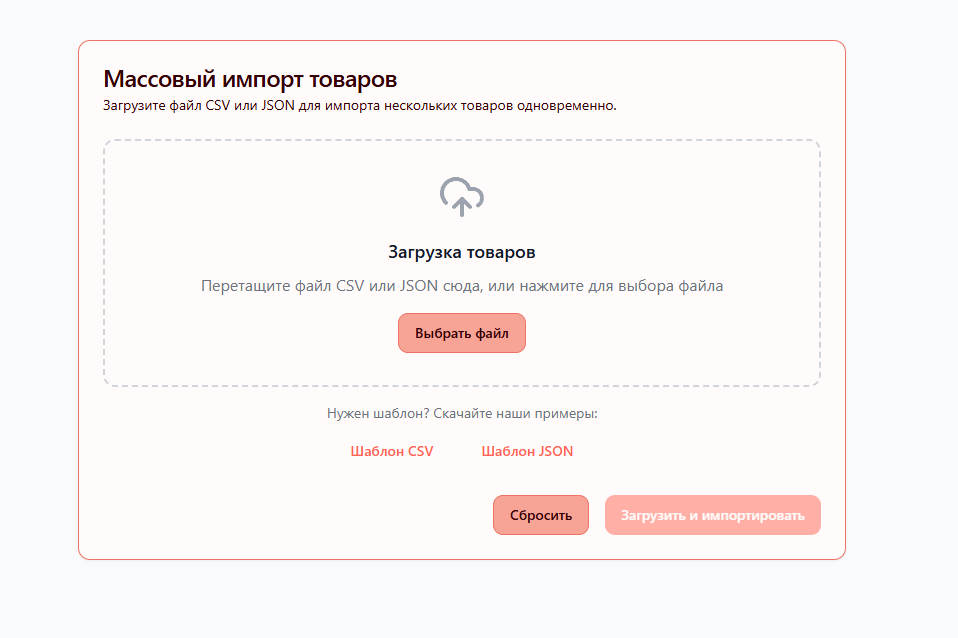 Массовый импорт товаров
Загрузите файл CSV или JSON для импорта нескольких товаров одновременно.
Загрузка товаров
Перетащите файл CSV или JSON сюда, или нажмите для выбора файла
Выбрать файл
Нужен шаблон? Скачайте наши примеры:
Шаблон CSV
Шаблон JSON
Сбросить
Загрузить и импортировать